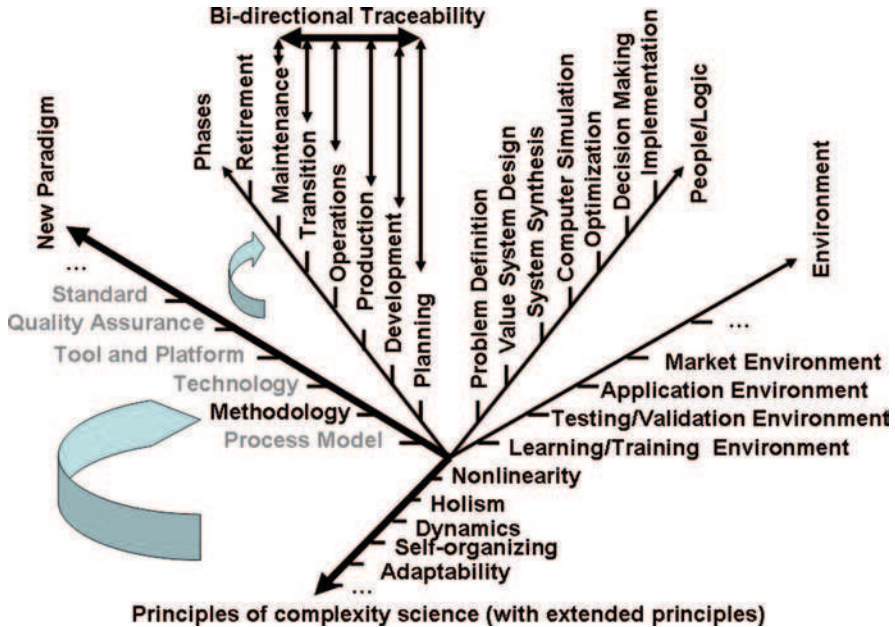 Bi-directional Traceability
New Paradigm
...
Standard
Quality Assurance
Tool and Platform
Technology
Methodology
Process Model
Phases
Retirement
Maintenance
Transition
Operations
Production
Development
Planning
Problem Definition
Value System Design
System Synthesis
Computer Simulation
Optimization
Decision Making
Implementation
People/Logic
Environment
...
Market Environment
Application Environment
Testing/Validation Environment
Learning/Training Environment
Nonlinearity
Holism
Dynamics
Self-organizing
Adaptability
...
Principles of complexity science (with extended principles)